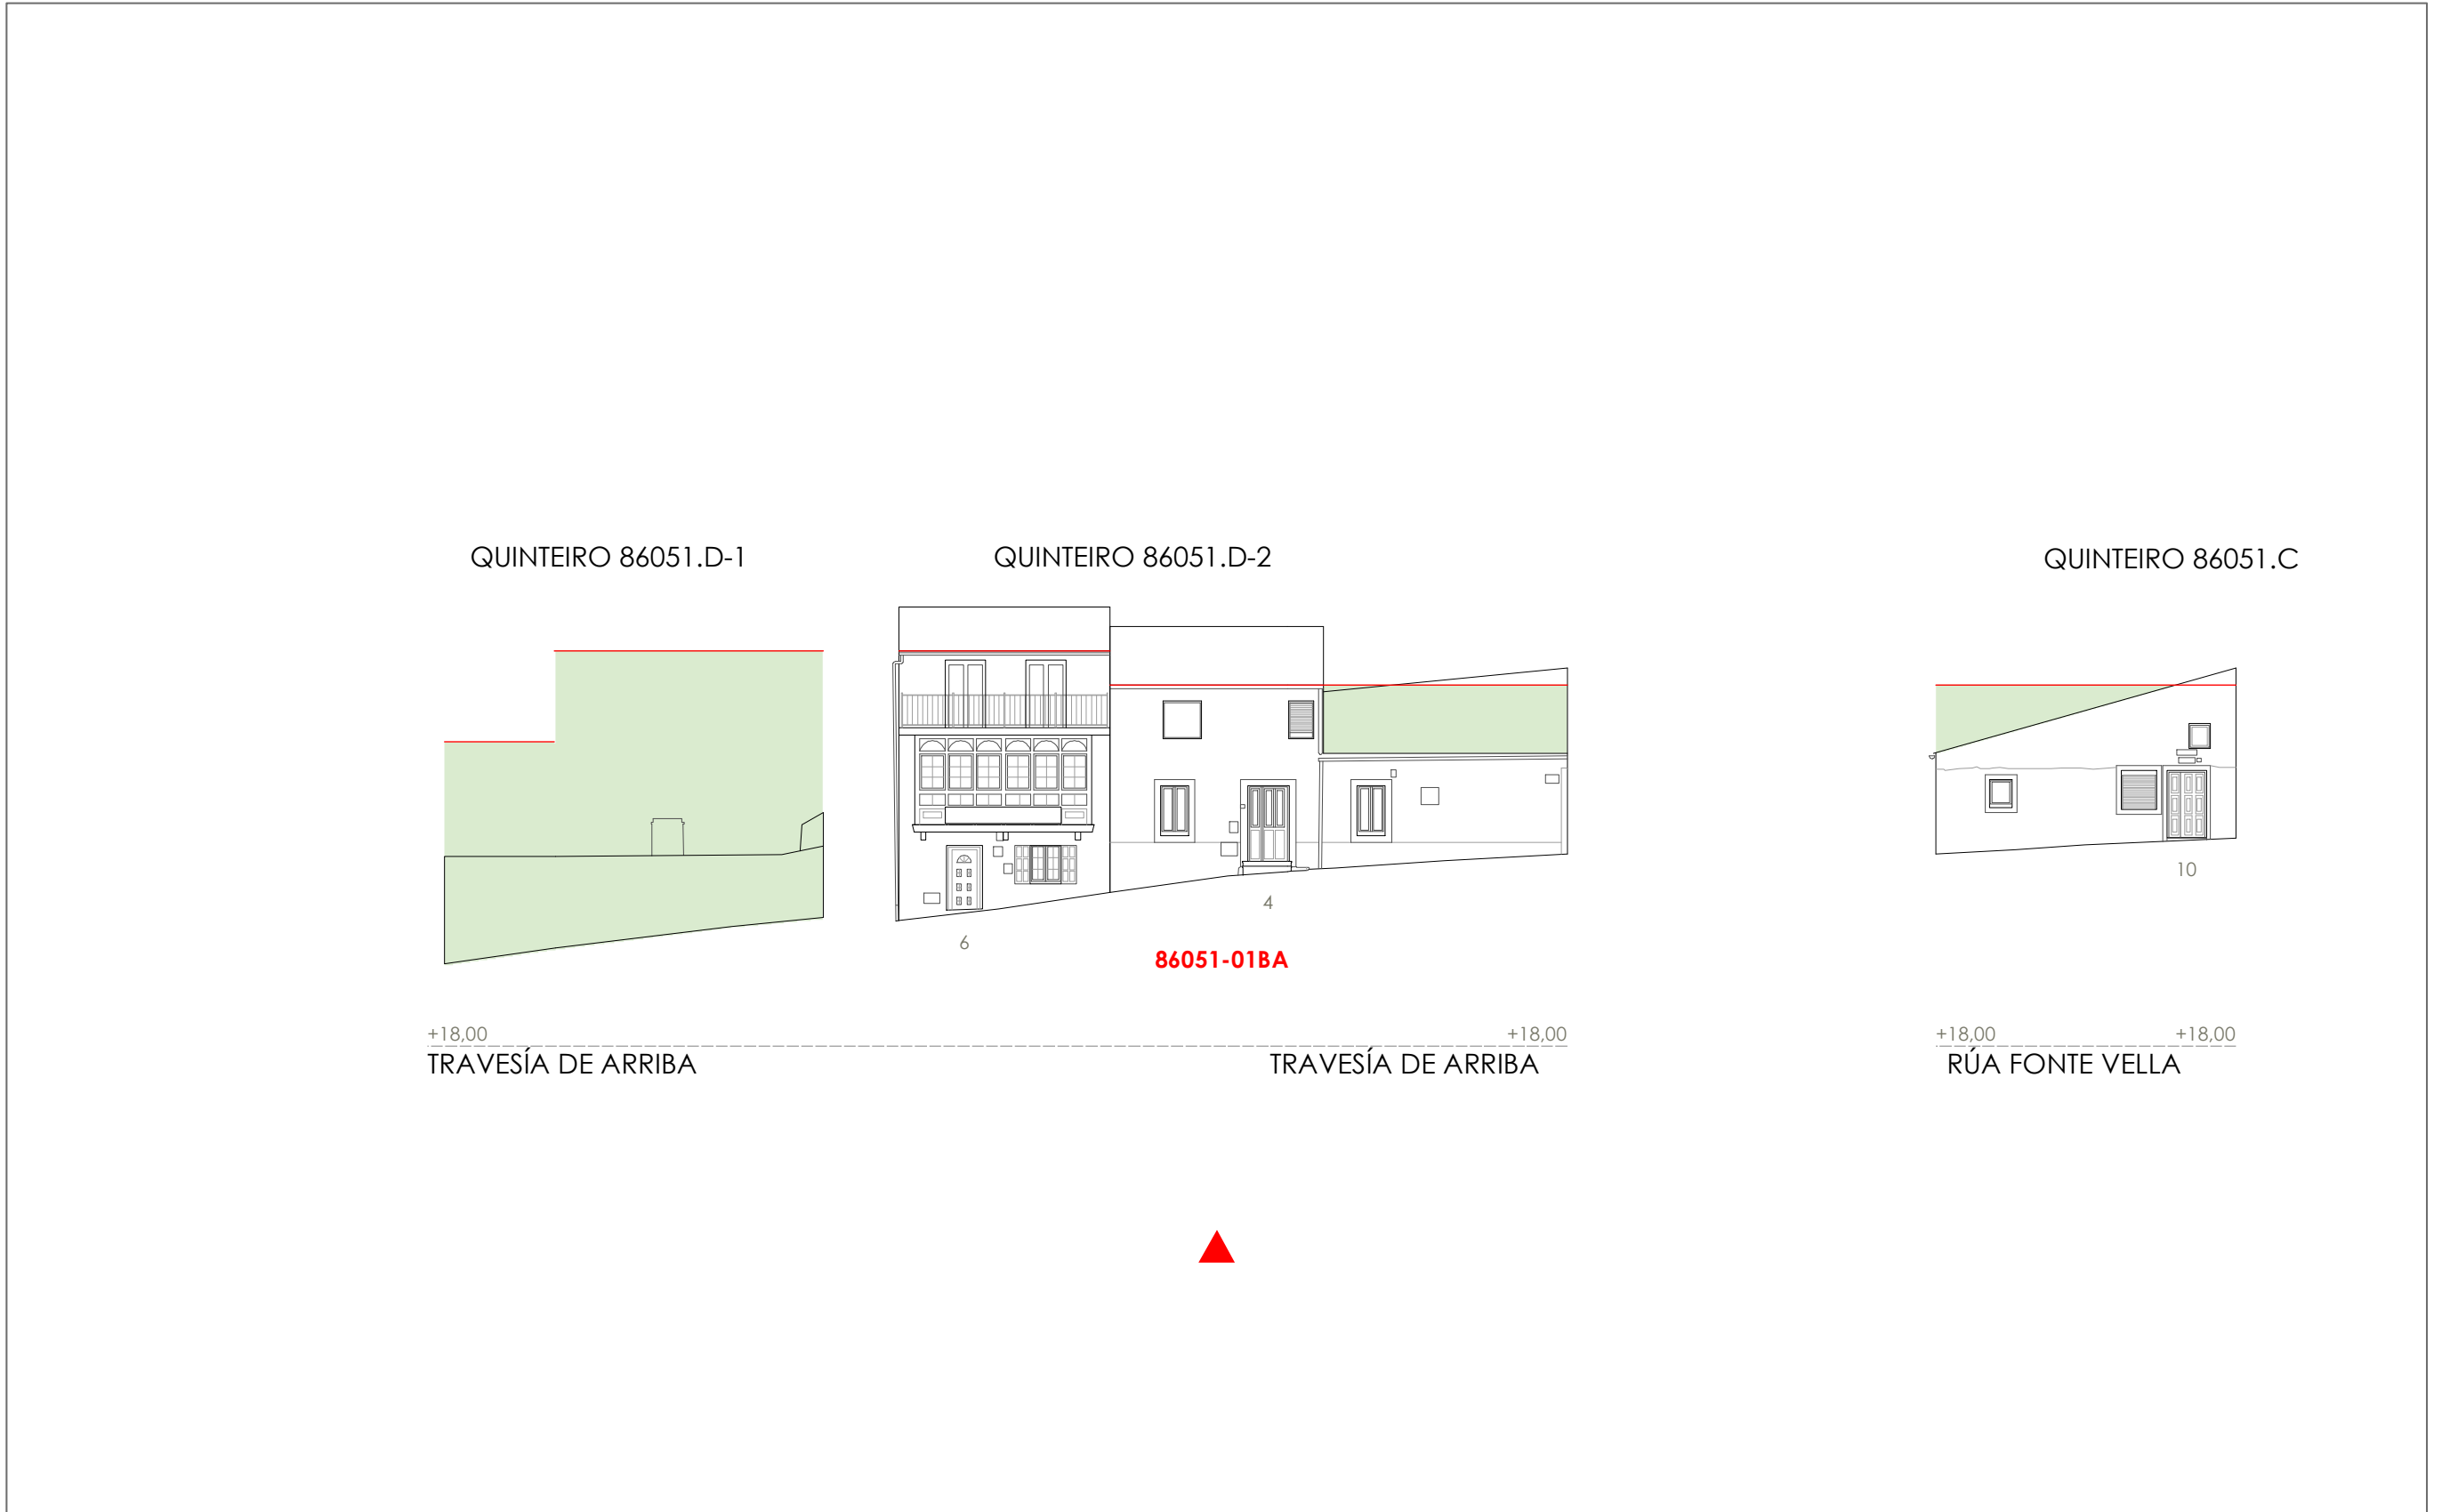 QUINTEIRO 86051.D-1
QUINTEIRO 86051.D-2
QUINTEIRO 86051.C
10
4
6
86051-01BA
+18,00
+18,00
+18,00
+18,00
TRAVESÍA DE ARRIBA
TRAVESÍA DE ARRIBA
RÚA FONTE VELLA